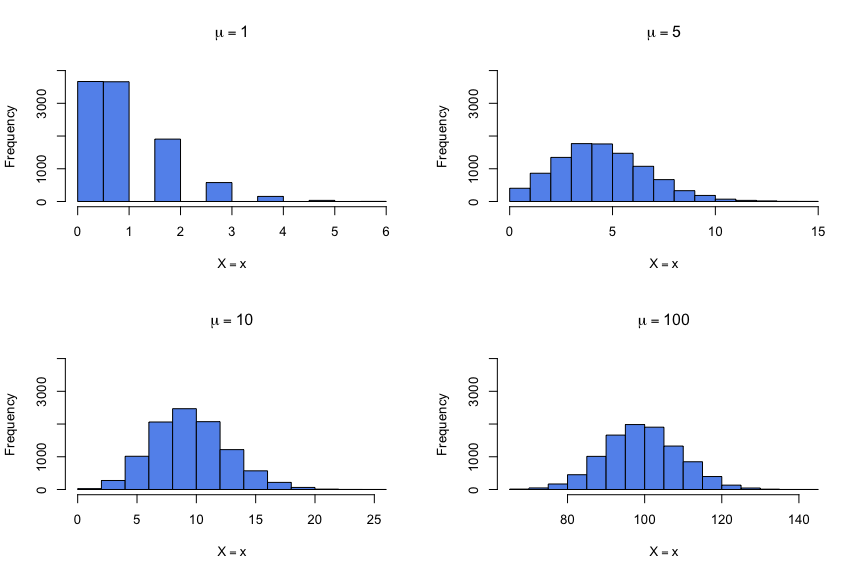 μ = 1
Frequency
0 1000 3000
0 1 2 3 4 5 6
X = x
μ = 5
Frequency
0 1000 3000
0 5 10 15
X = x
μ = 10
Frequency
0 1000 3000
0 5 10 15 20 25
X = x
μ = 100
Frequency
0 1000 3000
80 100 120 140
X = x